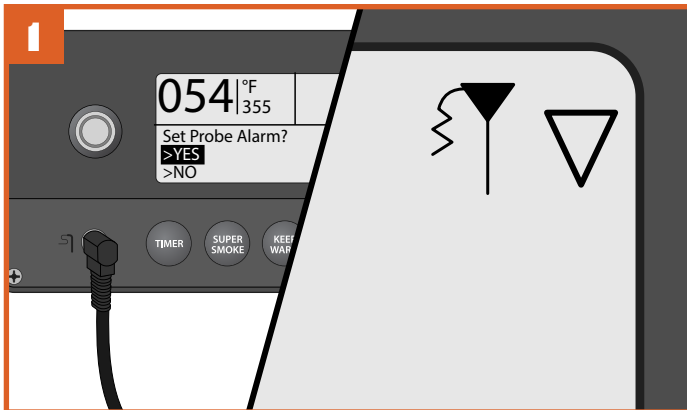 1
054 °F
355
Set Probe Alarm?
>YES
>NO
TIMER
SUPER
SMOKE